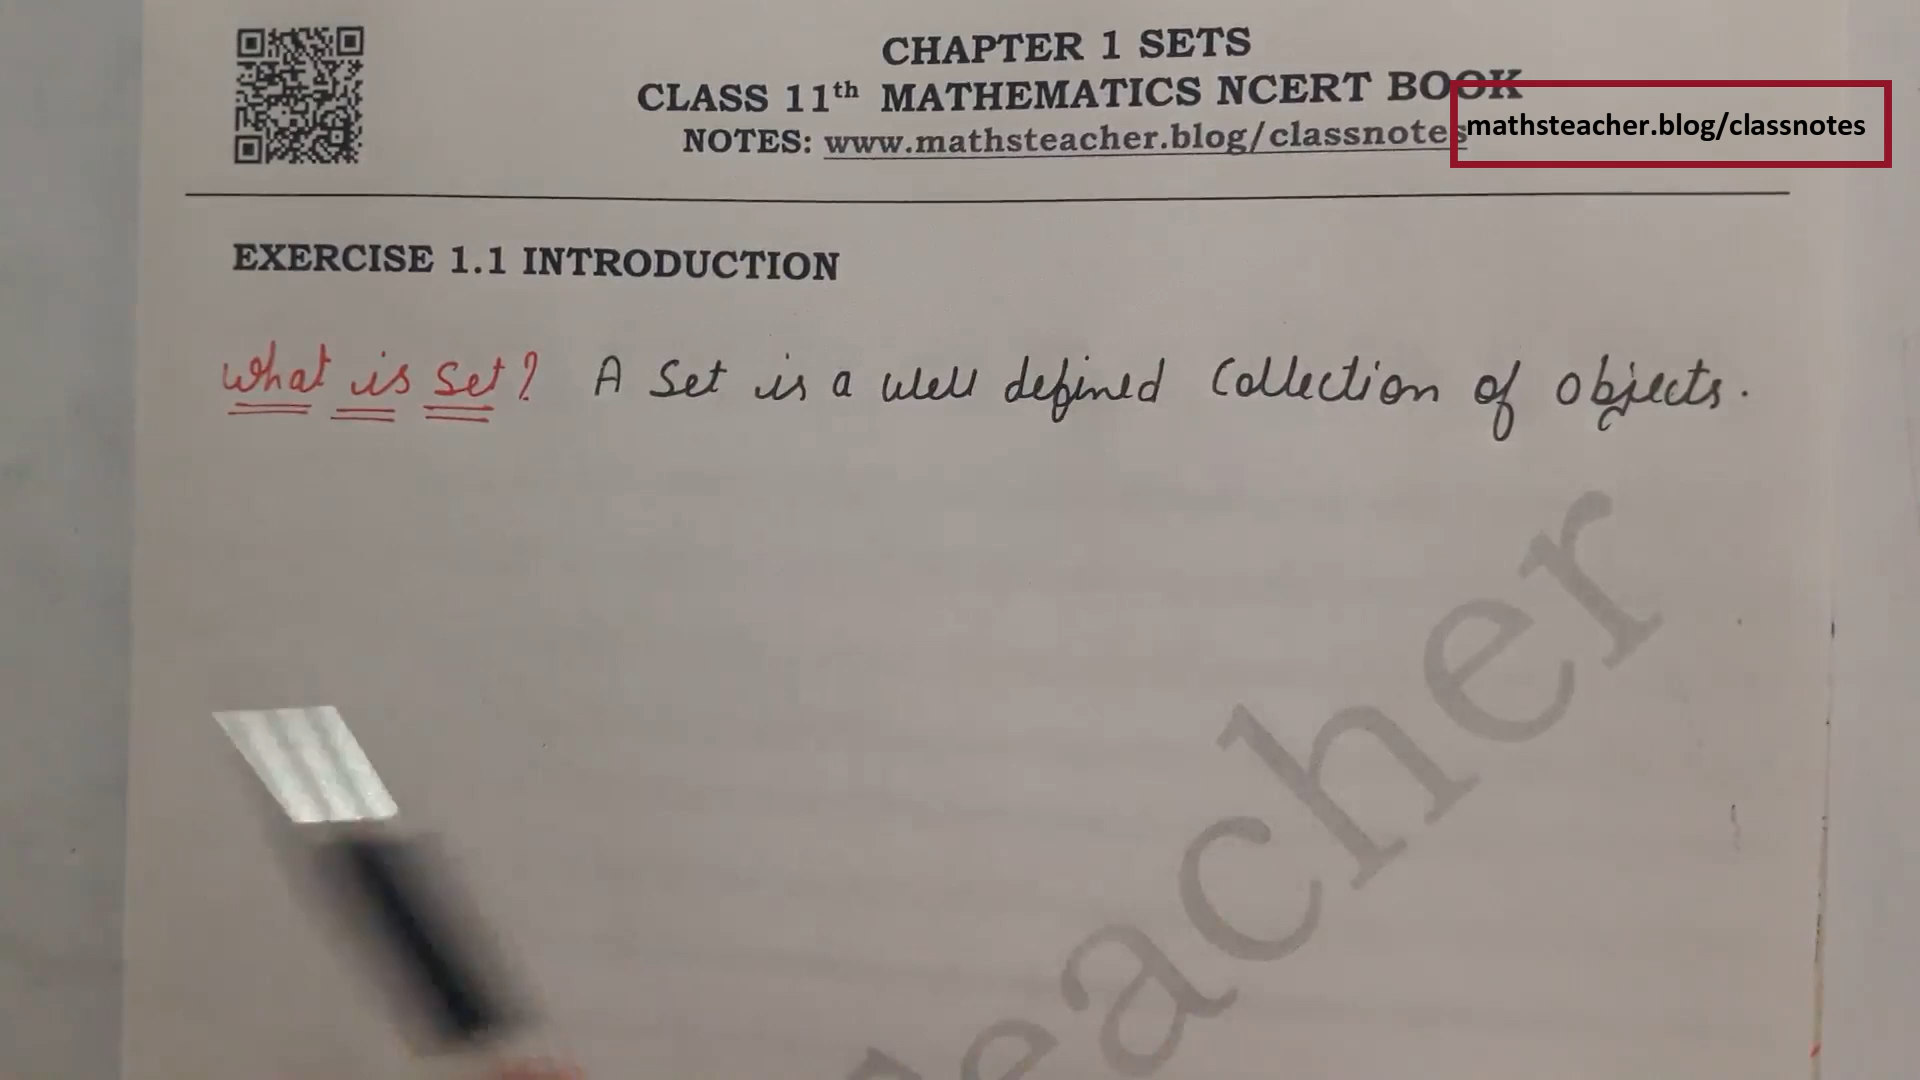 CHAPTER 1 SETS
CLASS 11th MATHEMATICS NCERT BOOK
NOTES: www.mathsteacher.blog/classnotes
mathsteacher.blog/classnotes
EXERCISE 1.1 INTRODUCTION
What is set? A Set is a well defined Collection of objects.
eacher